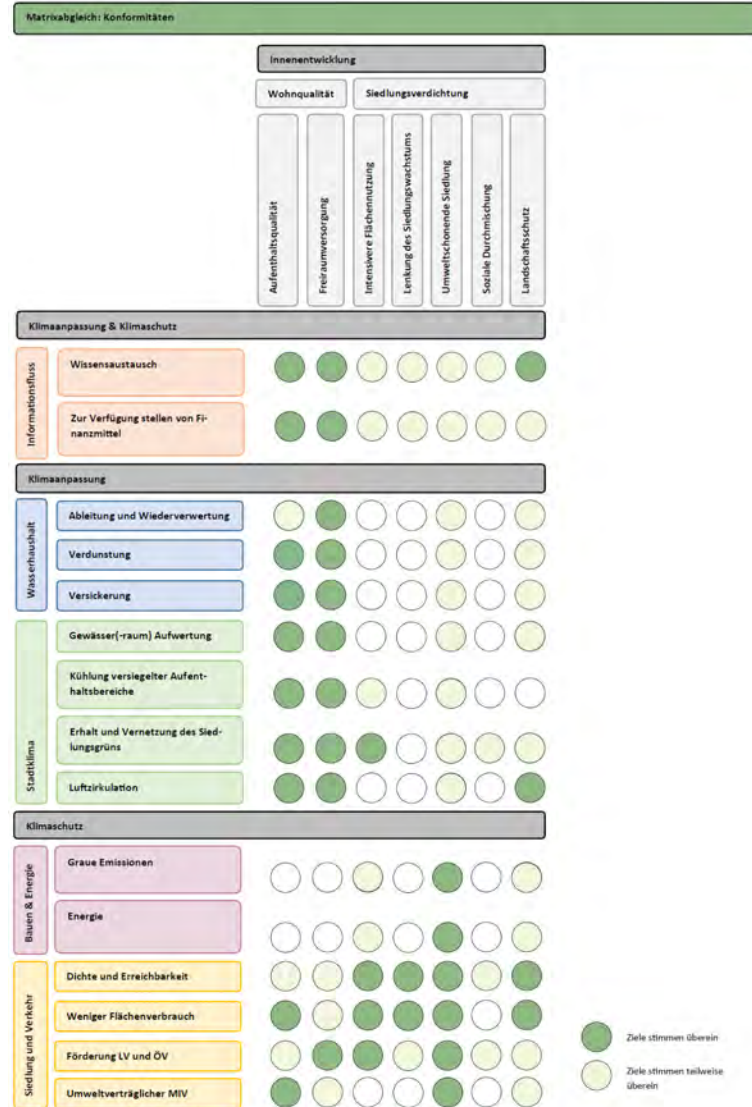 Matrixabgleich: Konformitäten
Innenentwicklung
Wohnqualität
Siedlungsverdichtung
Aufenthaltsqualität
Freiraumversorgung
Intensivere Flächennutzung
Lenkung des Siedlungswachstums
Umweltschonende Siedlung
Soziale Durchmischung
Landschaftsschutz
Klimaanpassung & Klimaschutz
Informationsfluss
Wissensaustausch
Zur Verfügung stellen von Fi-
nanzmittel
Klimaanpassung
Wasserhaushalt
Ableitung und Wiederverwertung
Verdunstung
Versickerung
Stadtklima
Gewässer(-raum) Aufwertung
Kühlung versiegelter Aufent-
haltsbereiche
Erhalt und Vernetzung des Sied-
lungsgrüns
Luftzirkulation
Klimaschutz
Bauen & Energie
Graue Emissionen
Energie
Siedlung und Verkehr
Dichte und Erreichbarkeit
Weniger Flächenverbrauch
Förderung LV und ÖV
Umweltverträglicher MIV
Ziele stimmen überein
Ziele stimmen teilweise
überein